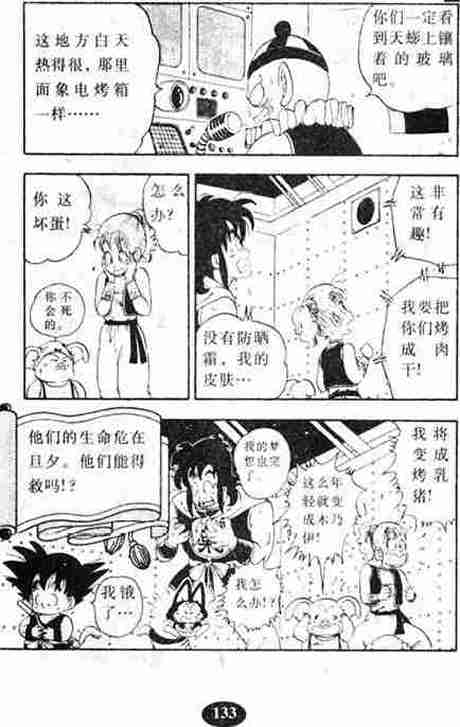 你们一定看
到天蓬上镶
着的玻璃
吧。
这地方白天
热得很，那里
面象电烤箱
一样……
这非
常有
趣!
我要把
你们烤
成肉
干!
没有防晒
霜，我的
皮肤…
怎么
办?
你这
坏蛋!
你不
会死
的。
我将
变成
烤乳
猪!
这么年
轻就变
成木乃
伊!
我的梦
想也完
了…
我怎
么办!?
他们的生命危在
旦夕。他们能得
救吗!?
我饿
了…
133